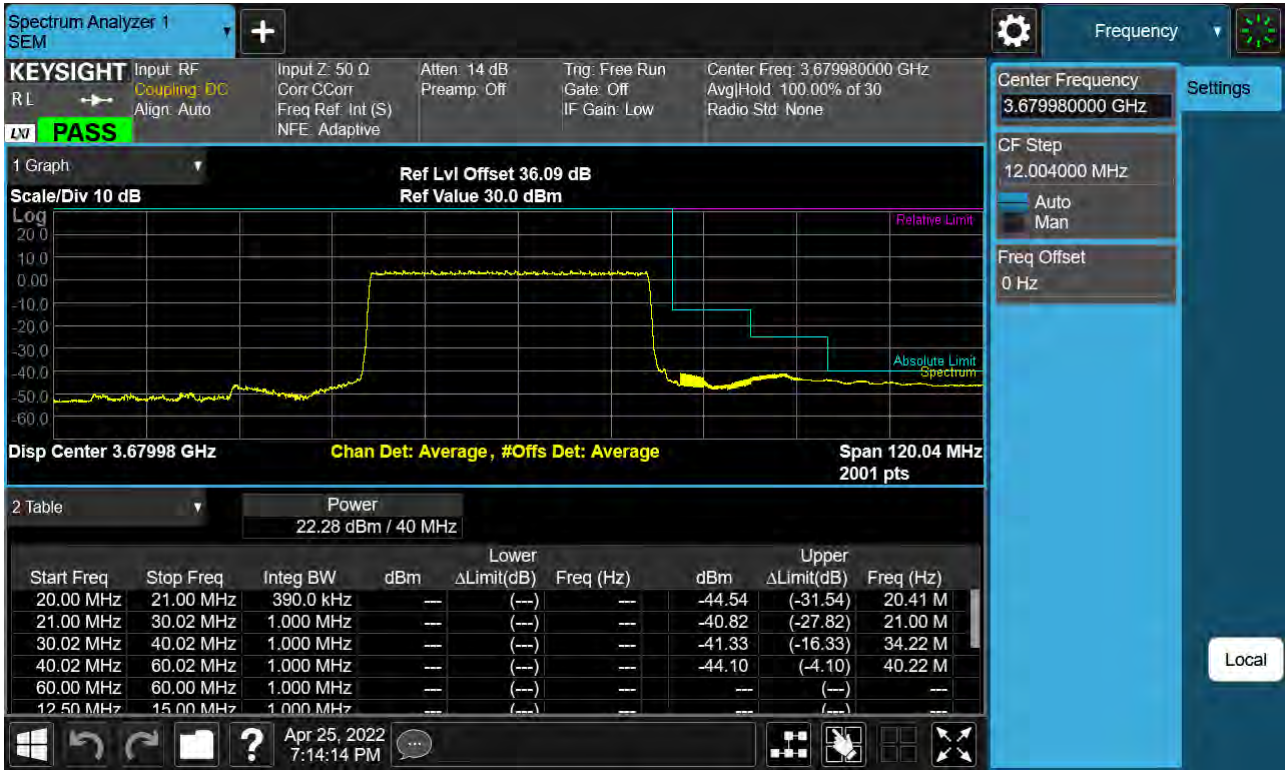 Spectrum Analyzer 1
SEM
Frequency
KEYSIGHT
RL
LXI
PASS
Input: RF
Coupling: DC
Align: Auto
Input Z: 50 Ω
Corr CCorr
Freq Ref: Int (S)
NFE: Adaptive
Atten: 14 dB
Preamp: Off
Trig: Free Run
Gate: Off
IF Gain: Low
Center Freq: 3.679980000 GHz
Avg|Hold: 100.00% of 30
Radio Std: None
Center Frequency
3.679980000 GHz
Settings
CF Step
12.004000 MHz
Auto
Man
Freq Offset
0 Hz
Local
1 Graph
Scale/Div 10 dB
Ref Lvl Offset 36.09 dB
Ref Value 30.0 dBm
Log
20.0
10.0
0.00
-10.0
-20.0
-30.0
-40.0
-50.0
-60.0
Relative Limit
Absolute Limit
Spectrum
Disp Center 3.67998 GHz
Chan Det: Average , #Offs Det: Average
Span 120.04 MHz
2001 pts
2 Table
Power
22.28 dBm / 40 MHz
Lower Upper
Start Freq Stop Freq Integ BW dBm ΔLimit(dB) Freq (Hz) dBm ΔLimit(dB) Freq (Hz)
20.00 MHz 21.00 MHz 390.0 kHz --- (---) --- -44.54 (-31.54) 20.41 M
21.00 MHz 30.02 MHz 1.000 MHz --- (---) --- -40.82 (-27.82) 21.00 M
30.02 MHz 40.02 MHz 1.000 MHz --- (---) --- -41.33 (-16.33) 34.22 M
40.02 MHz 60.02 MHz 1.000 MHz --- (---) --- -44.10 (-4.10) 40.22 M
60.00 MHz 60.00 MHz 1.000 MHz --- (---) --- --- (---) ---
12.50 MHz 15.00 MHz 1.000 MHz --- (---) --- --- (---) ---
?
Apr 25, 2022
7:14:14 PM